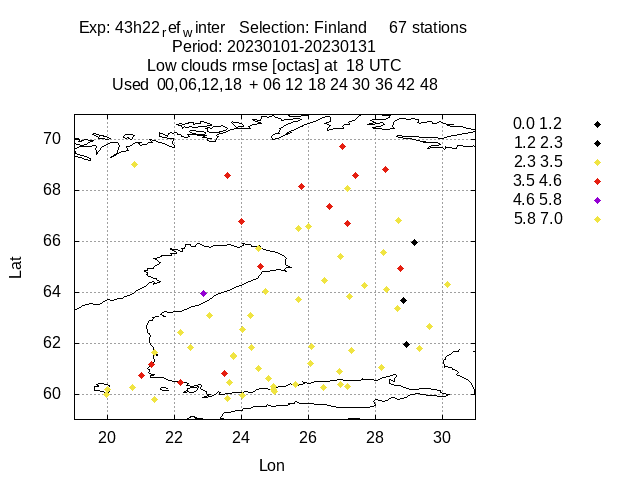 Exp: 43h22_ref_winter Selection: Finland 67 stations
Period: 20230101-20230131
Low clouds rmse [octas] at 18 UTC
Used 00,06,12,18 + 06 12 18 24 30 36 42 48
70
68
66
64
62
60
Lat
20 22 24 26 28 30
Lon
0.0 1.2
1.2 2.3
2.3 3.5
3.5 4.6
4.6 5.8
5.8 7.0